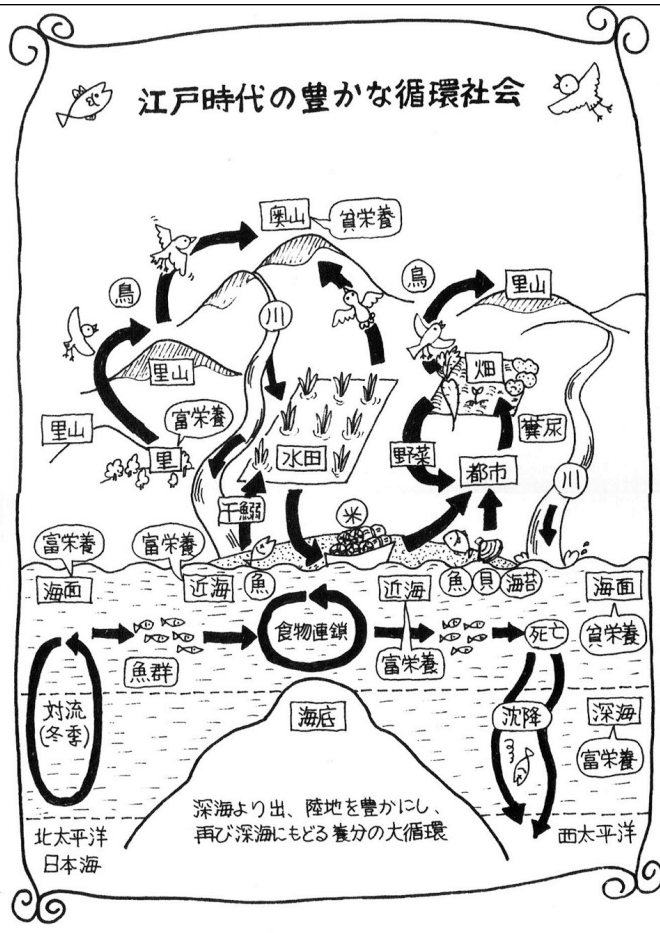 江戸時代の豊かな循環社会
奥山
貧栄養
鳥
川
鳥
里山
里山
畑
里山
富栄養
里
水田
野菜
糞尿
都市
川
干鰯
米
富栄養
富栄養
海面
近海
魚
近海
魚
貝
海苔
海面
富栄養
貧栄養
魚群
食物連鎖
死亡
対流
(冬季)
海底
沈降
深海
富栄養
深海より出、陸地を豊かにし、
再び深海にもどる養分の大循環
北太平洋
日本海
西太平洋